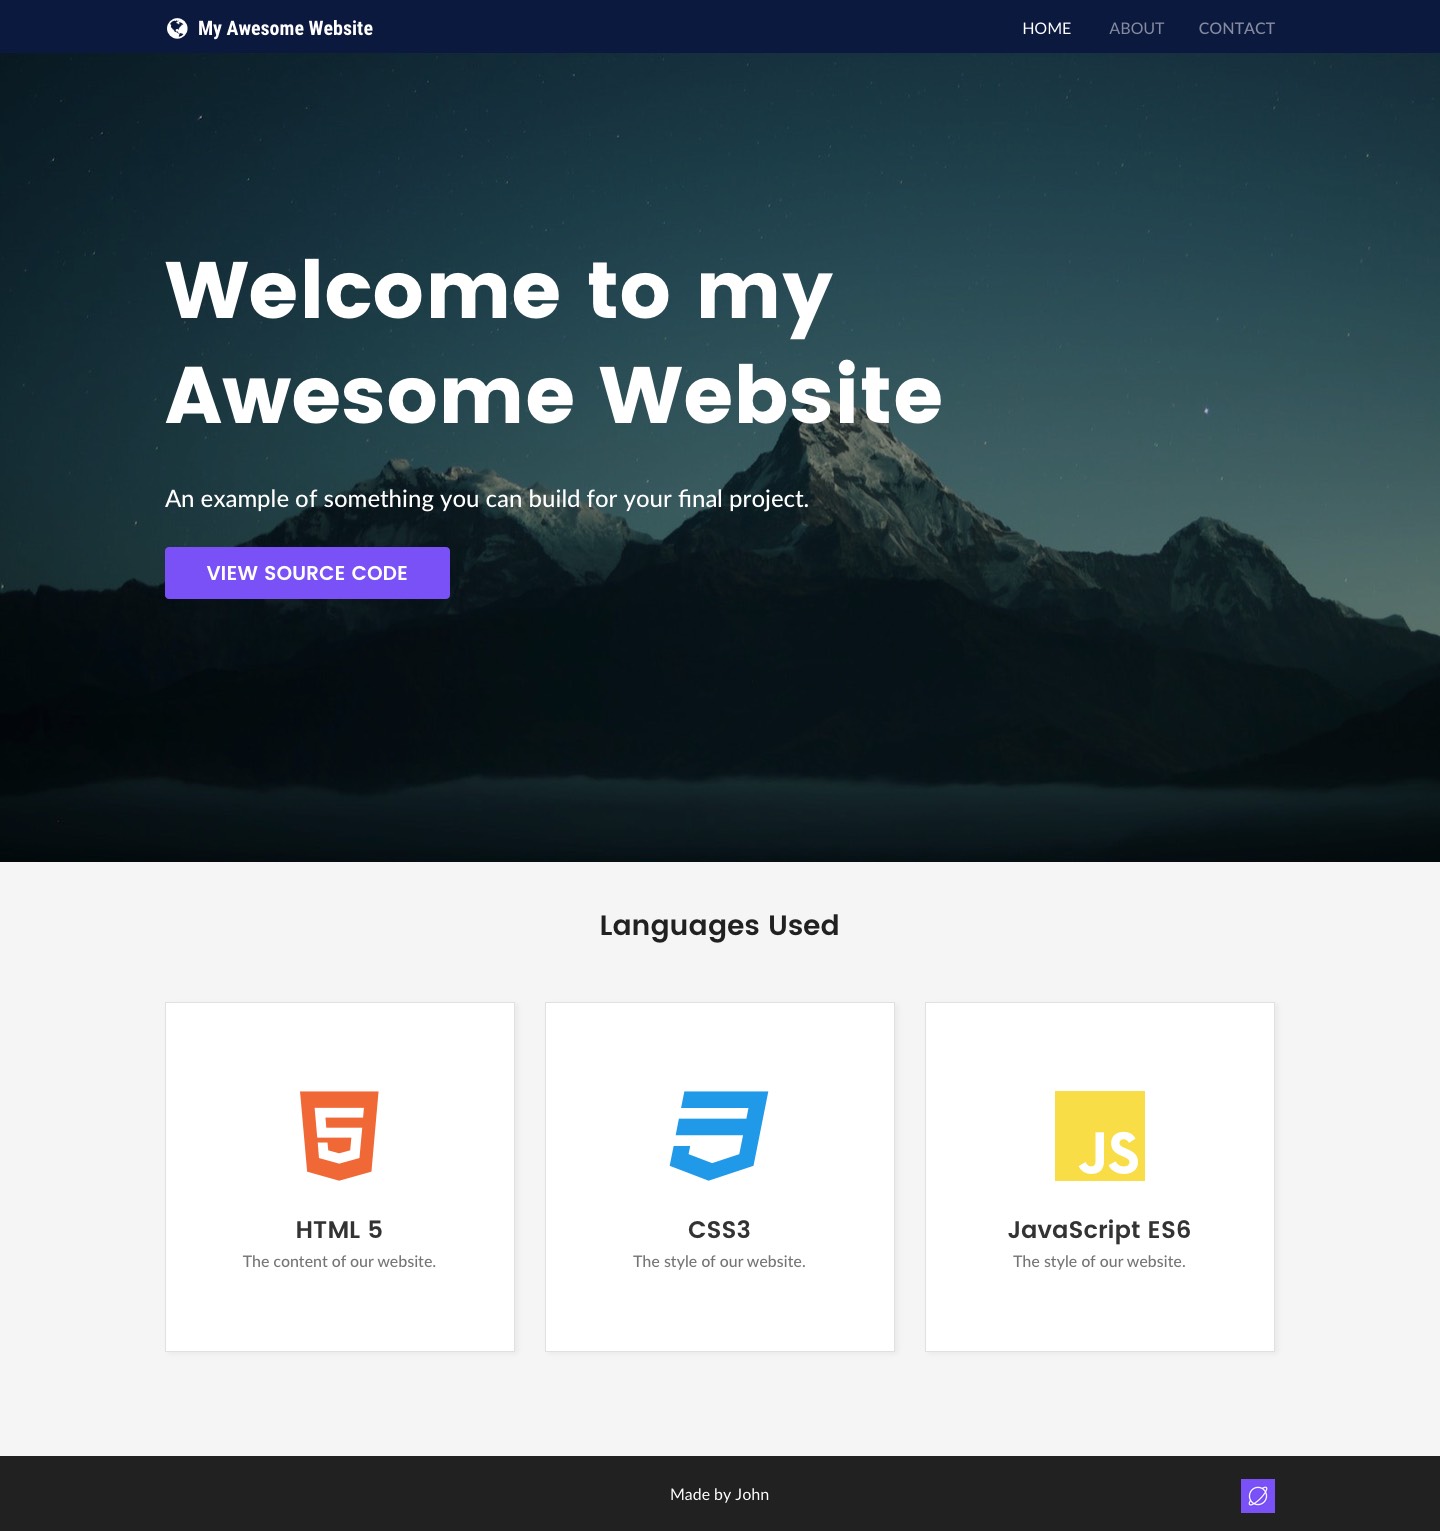 My Awesome Website
HOME ABOUT CONTACT
Welcome to my
Awesome Website
An example of something you can build for your final project.
VIEW SOURCE CODE
Languages Used
5
HTML 5
The content of our website.
CSS3
The style of our website.
JS
JavaScript ES6
The style of our website.
Made by John